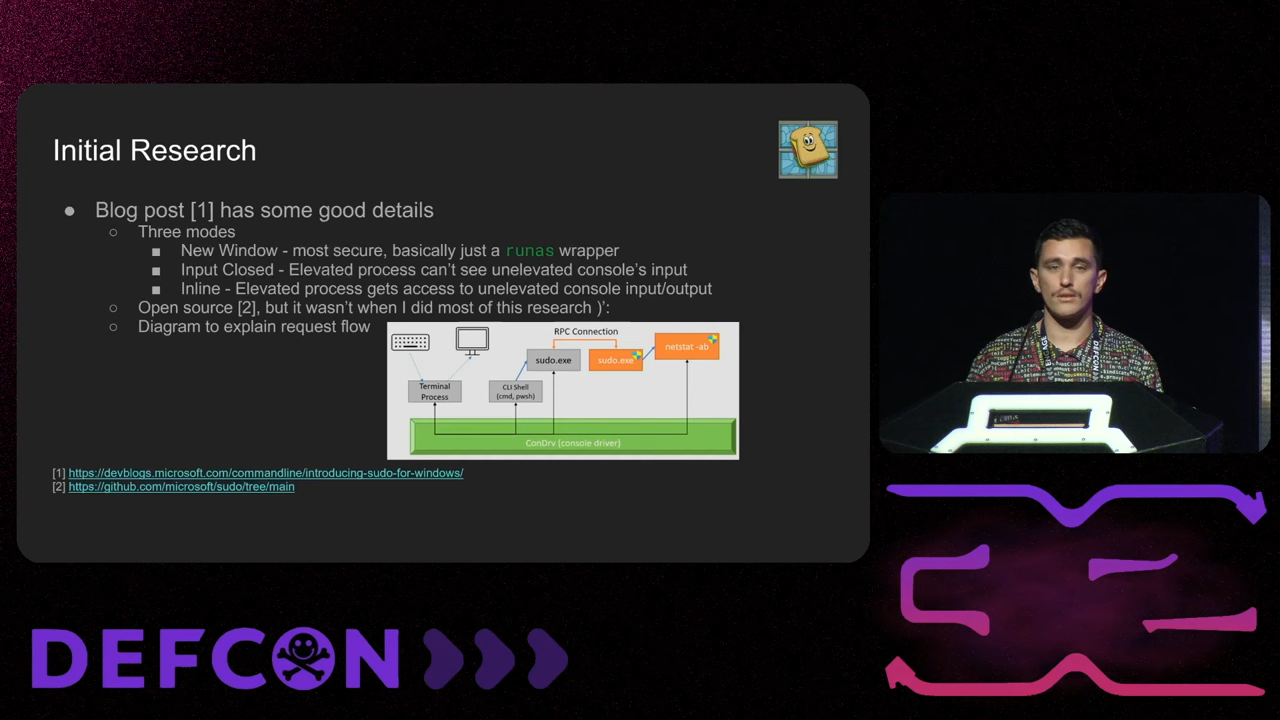 Initial Research
Blog post [1] has some good details
Three modes
New Window - most secure, basically just a runas wrapper
Input Closed - Elevated process can't see unelevated console's input
Inline - Elevated process gets access to unelevated console input/output
Open source [2], but it wasn't when I did most of this research )':
Diagram to explain request flow
RPC Connection
sudo.exe
sudo.exe
netstat -ab
Terminal
Process
CLI Shell
(cmd, pwsh)
ConDrv (console driver)
[1] https://devblogs.microsoft.com/commandline/introducing-sudo-for-windows/
[2] https://github.com/microsoft/sudo/tree/main
DEFCON